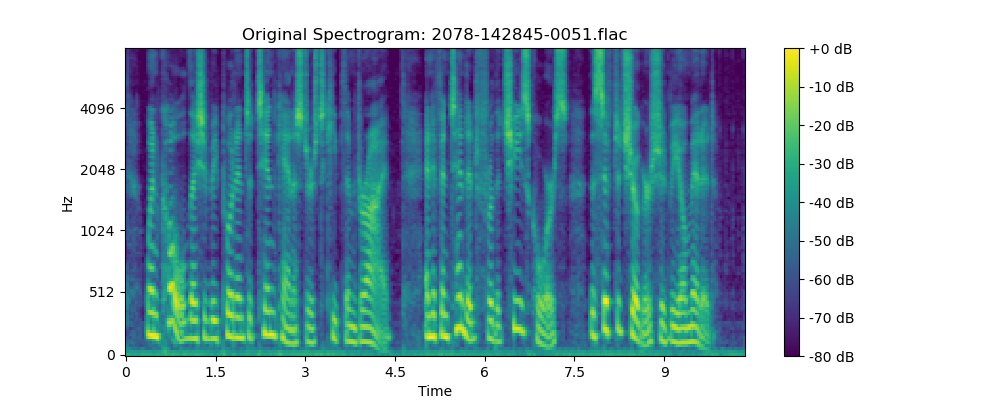 Original Spectrogram: 2078-142845-0051.flac
Hz
4096
2048
1024
512
0
0 1.5 3 4.5 6 7.5 9
Time
+0 dB
-10 dB
-20 dB
-30 dB
-40 dB
-50 dB
-60 dB
-70 dB
-80 dB